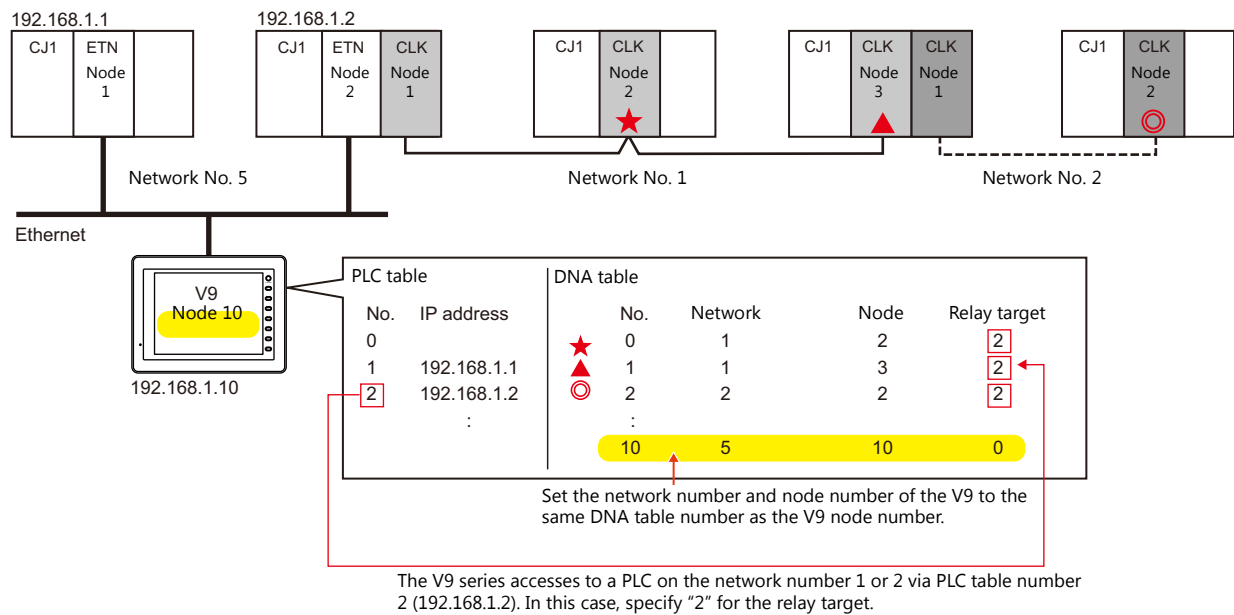 192.168.1.1
192.168.1.2
CJ1 ETN Node 1
CJ1 ETN Node 2 CLK Node 1
CJ1 CLK Node 2
CJ1 CLK Node 3 CLK Node 1
CJ1 CLK Node 2
Network No. 5
Network No. 1
Network No. 2
Ethernet
V9
Node 10
192.168.1.10
PLC table
No. IP address
0
1 192.168.1.1
2 192.168.1.2
:
DNA table
No. Network Node Relay target
0 1 2 2
1 1 3 2
2 2 2 2
:
10 5 10 0
Set the network number and node number of the V9 to the
same DNA table number as the V9 node number.
The V9 series accesses to a PLC on the network number 1 or 2 via PLC table number
2 (192.168.1.2). In this case, specify “2” for the relay target.